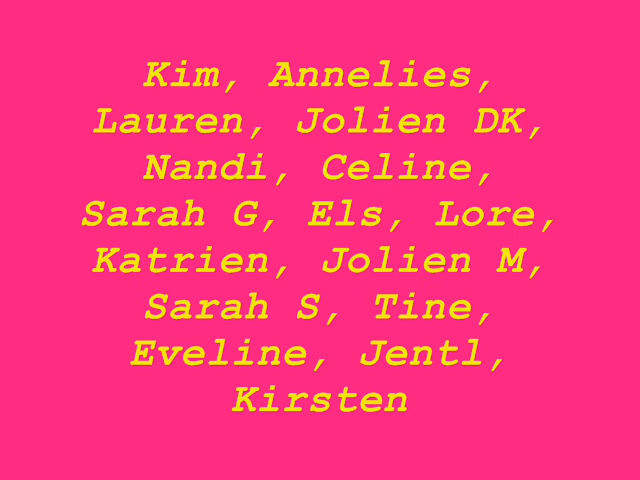 Kim, Annelies,
Lauren, Jolien DK,
Nandi, Celine,
Sarah G, Els, Lore,
Katrien, Jolien M,
Sarah S, Tine,
Eveline, Jentl,
Kirsten